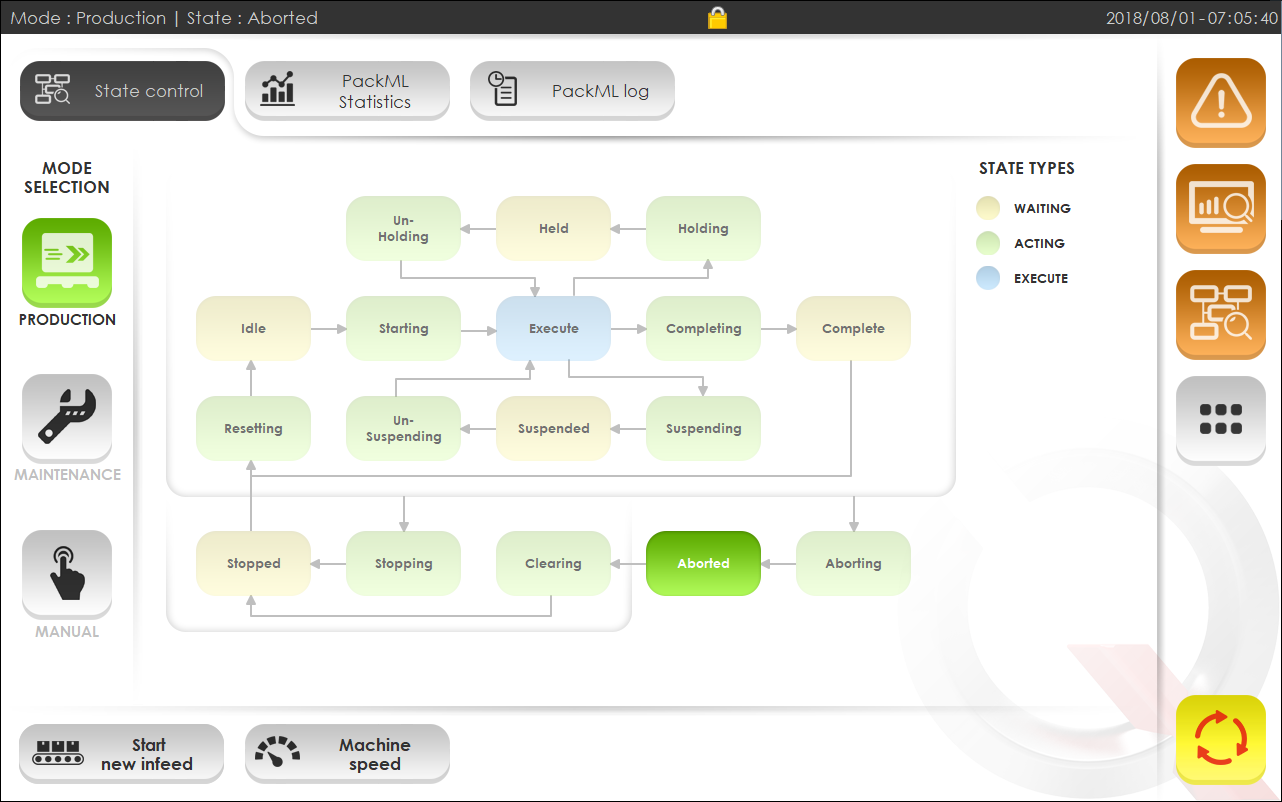 Mode : Production | State : Aborted
2018/08/01-07:05:40
State control
PackML
Statistics
PackML log
MODE
SELECTION
PRODUCTION
MAINTENANCE
MANUAL
Un-
Holding
Held
Holding
Idle
Starting
Execute
Completing
Complete
Resetting
Un-
Suspending
Suspended
Suspending
Stopped
Stopping
Clearing
Aborted
Aborting
STATE TYPES
WAITING
ACTING
EXECUTE
Start
new infeed
Machine
speed